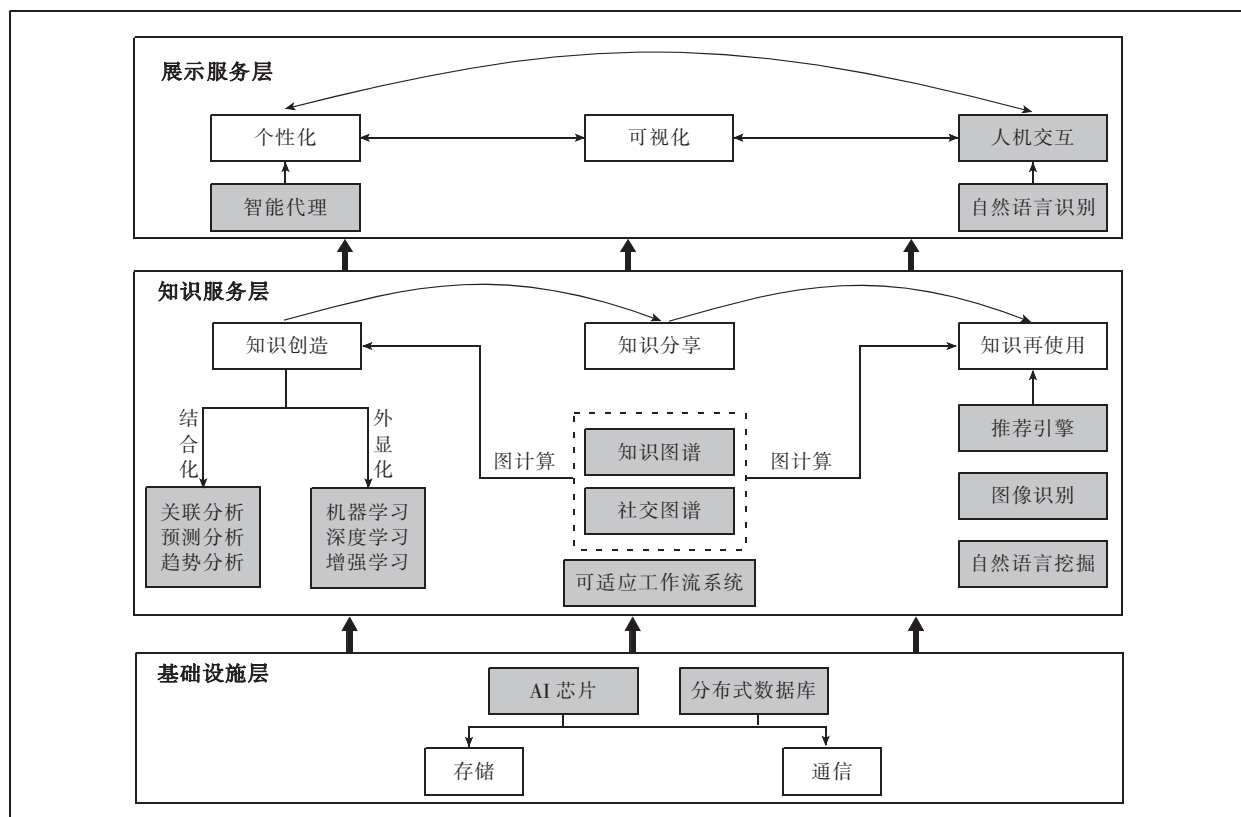 展示服务层
个性化
可视化
人机交互
智能代理
自然语言识别
知识服务层
知识创造
知识分享
知识再使用
结合化
外显化
图计算
知识图谱
社交图谱
图计算
推荐引擎
图像识别
自然语言挖掘
关联分析
预测分析
趋势分析
机器学习
深度学习
增强学习
可适应工作流系统
基础设施层
AI 芯片
分布式数据库
存储
通信